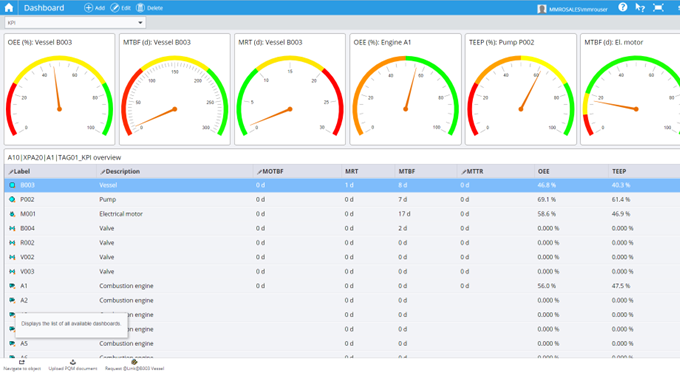 Dashboard Add Edit Delete MMROSALES\mmrouser
KPI
OEE (%): Vessel B003 MTBF (d): Vessel B003 MRT (d): Vessel B003 OEE (%): Engine A1 TEEP (%): Pump P002 MTBF (d): El. motor
0 20 40 60 80 100
0 50 100 150 200 250 300
0 5 10 15 20 25 30
0 20 40 60 80 100
0 20 40 60 80 100
0 20 40 60 80 100
A10|XPA20|A1|TAG01_KPI overview
Label Description MOTBF MRT MTBF MTTR OEE TEEP
B003 Vessel 0 d 1 d 8 d 0 d 46.8 % 40.3 %
P002 Pump 0 d 0 d 7 d 0 d 69.1 % 61.4 %
M001 Electrical motor 0 d 0 d 17 d 0 d 58.6 % 46.9 %
B004 Valve 0 d 0 d 2 d 0 d 0.000 % 0.000 %
R002 Valve 0 d 0 d 0 d 0 d 0.000 % 0.000 %
V002 Valve 0 d 0 d 0 d 0 d 0.000 % 0.000 %
V003 Valve 0 d 0 d 0 d 0 d 0.000 % 0.000 %
A1 Combustion engine 0 d 0 d 0 d 0 d 56.0 % 47.5 %
A2 Combustion engine 0 d 0 d 0.000 % 0.000 %
Combustion engine 0 d 0 d 0.000 % 0.000 %
Displays the list of all available dashboards. 0 d 0 d 0.000 % 0.000 %
A5 Combustion engine 0 d 0 d 0.000 % 0.000 %
Combustion engine 0 d 0 d 0.000 % 0.000 %
Navigate to object Upload PQM document Request @Link@B003 Vessel